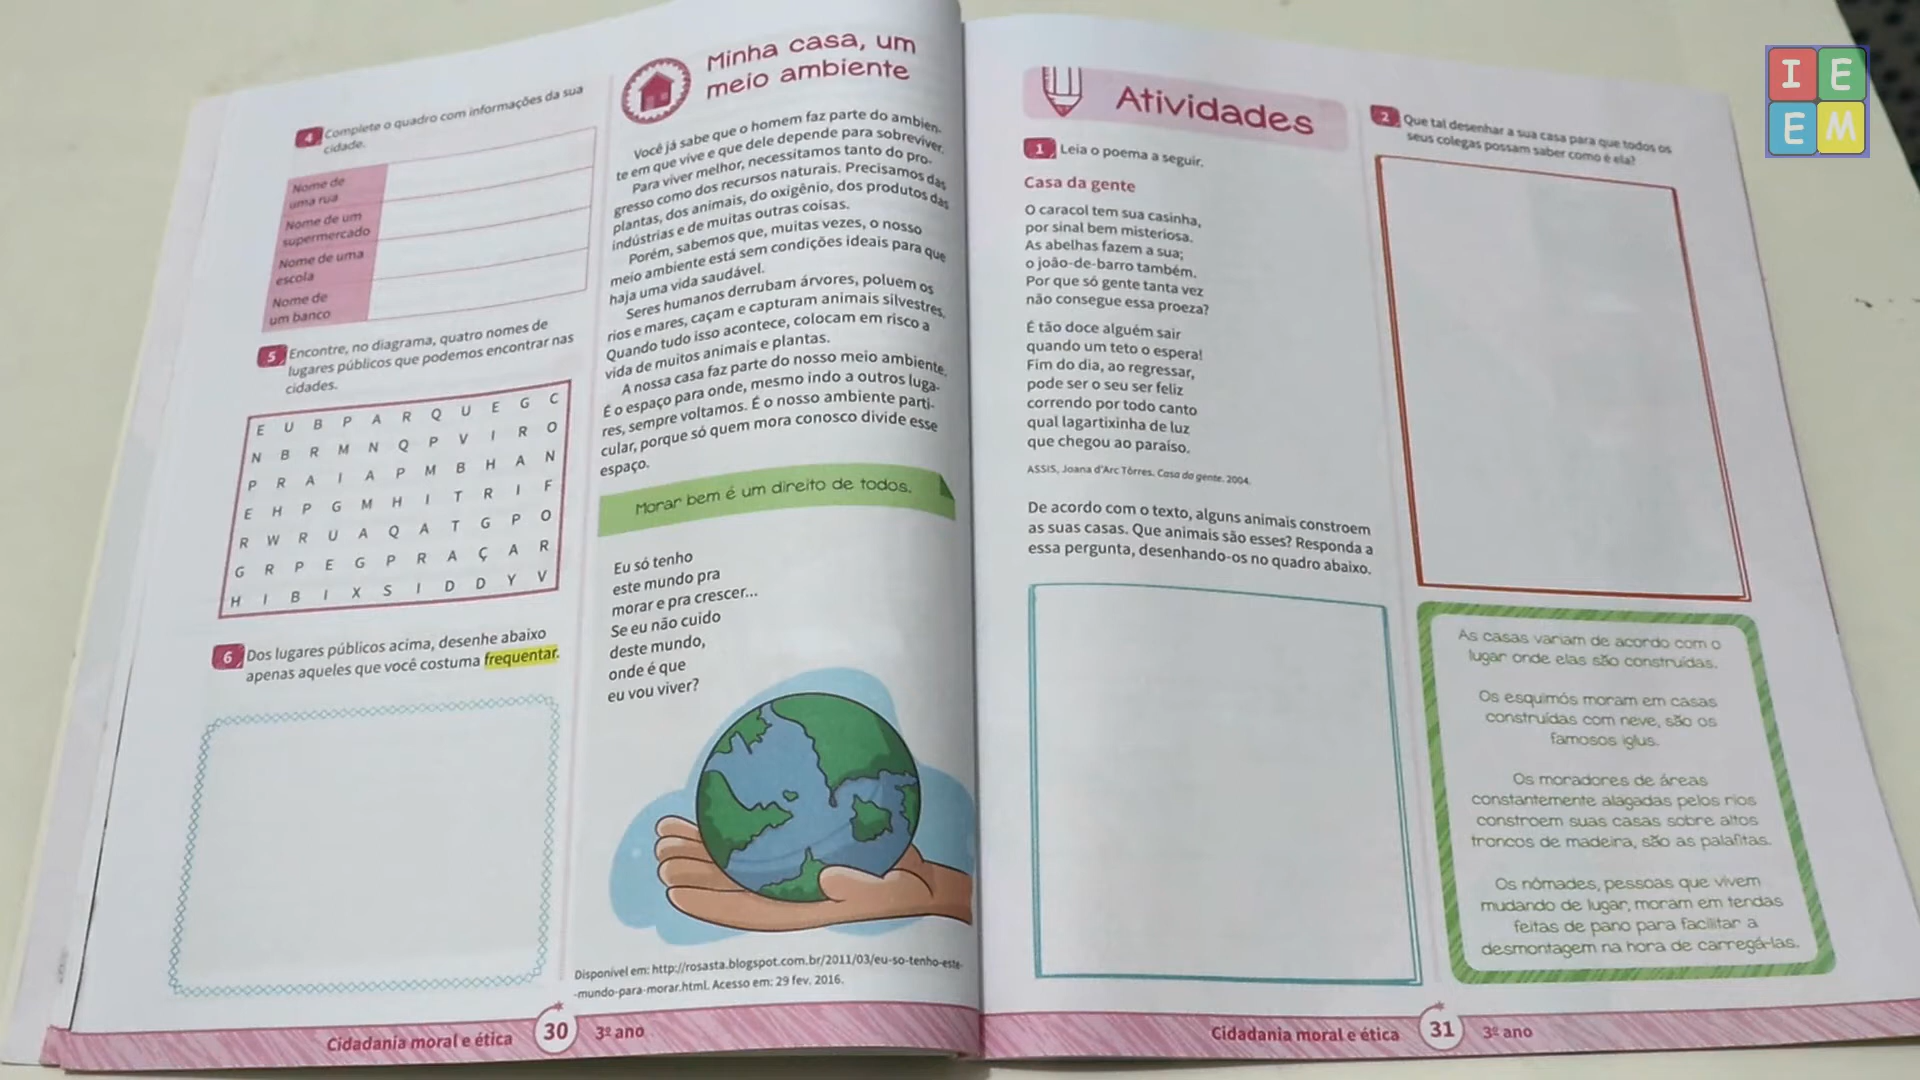 4 Complete o quadro com informações da sua
cidade.
Nome de
uma rua
Nome de um
supermercado
Nome de uma
escola
Nome de
um banco
5 Encontre, no diagrama, quatro nomes de
lugares públicos que podemos encontrar nas
cidades.
E U B P A R Q U E G C
N B R M N Q P V I R O
P R A I A P M B H A N
E H P G M H I T R I F
R W R U A Q A T G P O
G R P E G P R A Ç A R
H I B I X S I D D Y V
6 Dos lugares públicos acima, desenhe abaixo
apenas aqueles que você costuma frequentar.
Minha casa, um
meio ambiente
Você já sabe que o homem faz parte do ambien-
te em que vive e que dele depende para sobreviver.
Para viver melhor, necessitamos tanto do pro-
gresso como dos recursos naturais. Precisamos das
plantas, dos animais, do oxigênio, dos produtos das
indústrias e de muitas outras coisas.
Porém, sabemos que, muitas vezes, o nosso
meio ambiente está sem condições ideais para que
haja uma vida saudável.
Seres humanos derrubam árvores, poluem os
rios e mares, caçam e capturam animais silvestres.
Quando tudo isso acontece, colocam em risco a
vida de muitos animais e plantas.
A nossa casa faz parte do nosso meio ambiente.
É o espaço para onde, mesmo indo a outros luga-
res, sempre voltamos. É o nosso ambiente parti-
cular, porque só quem mora conosco divide esse
espaço.
Morar bem é um direito de todos.
Eu só tenho
este mundo pra
morar e pra crescer...
Se eu não cuido
deste mundo,
onde é que
eu vou viver?
Disponível em: http://rosasta.blogspot.com.br/2011/03/eu-so-tenho-este-
-mundo-para-morar.html. Acesso em: 29 fev. 2016.
Cidadania moral e ética 30 3º ano
Atividades
1 Leia o poema a seguir.
Casa da gente
O caracol tem sua casinha,
por sinal bem misteriosa.
As abelhas fazem a sua;
o joão-de-barro também.
Por que só gente tanta vez
não consegue essa proeza?
É tão doce alguém sair
quando um teto o espera!
Fim do dia, ao regressar,
pode ser o seu ser feliz
correndo por todo canto
qual lagartixinha de luz
que chegou ao paraíso.
ASSIS, Joana d'Arc Tôrres. Casa da gente. 2004.
De acordo com o texto, alguns animais constroem
as suas casas. Que animais são esses? Responda a
essa pergunta, desenhando-os no quadro abaixo.
2 Que tal desenhar a sua casa para que todos os
seus colegas possam saber como é ela?
As casas variam de acordo com o
lugar onde elas são construídas.
Os esquimós moram em casas
construídas com neve, são os
famosos iglus.
Os moradores de áreas
constantemente alagadas pelos rios
constroem suas casas sobre altos
troncos de madeira, são as palafitas.
Os nômades, pessoas que vivem
mudando de lugar, moram em tendas
feitas de pano para facilitar a
desmontagem na hora de carregá-las.
Cidadania moral e ética 31 3º ano
I E
E M